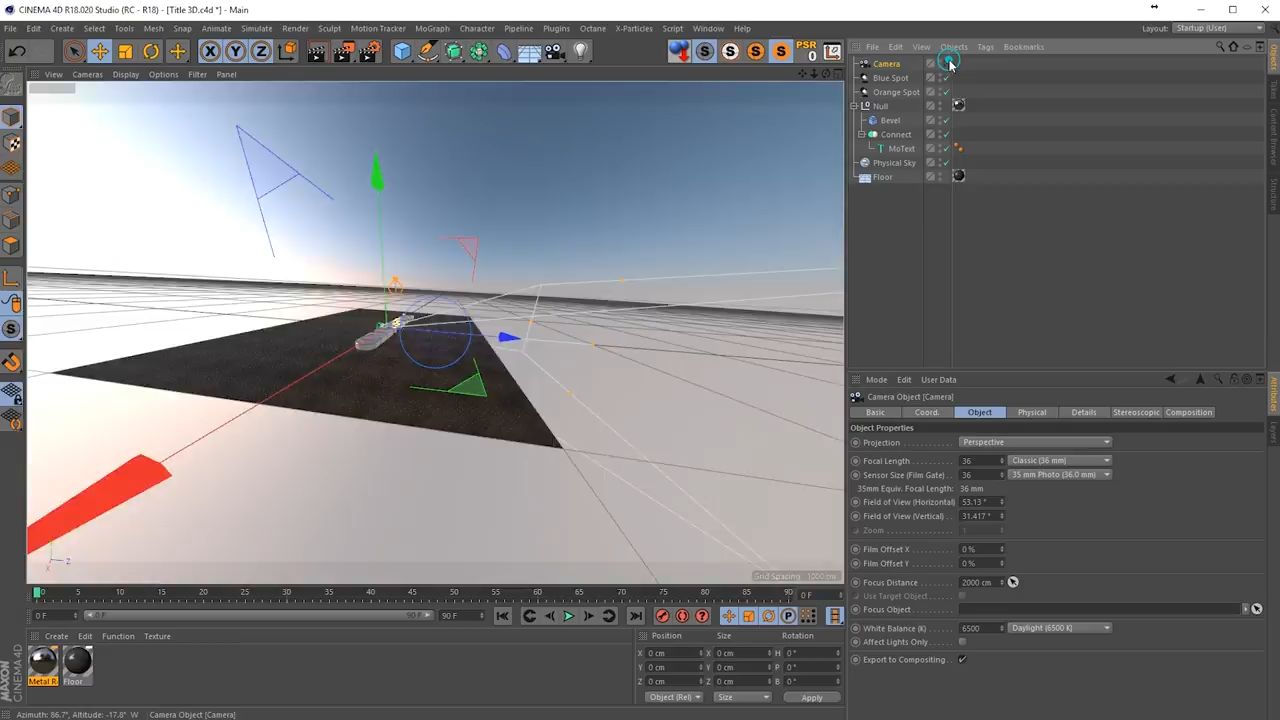 CINEMA 4D R18.020 Studio (RC - R18) - [Title 3D.c4d *] - Main
File Edit Create Select Tools Mesh Snap Animate Simulate Render Sculpt Motion Tracker MoGraph Character Pipeline Plugins Octane X-Particles Script Window Help
Layout: Startup (User)
X Y Z
PSR
0
View Cameras Display Options Filter Panel
Grid Spacing : 1000 cm
File Edit View Objects Tags Bookmarks
Camera
Blue Spot
Orange Spot
Null
Bevel
Connect
MoText
Physical Sky
Floor
Objects
Takes
Content Browser
Structure
Mode Edit User Data
Camera Object [Camera]
Basic Coord. Object Physical Details Stereoscopic Composition
Object Properties
Projection Perspective
Focal Length 36 Classic (36 mm)
Sensor Size (Film Gate) 36 35 mm Photo (36.0 mm)
35mm Equiv. Focal Length: 36 mm
Field of View (Horizontal) 53.13 °
Field of View (Vertical) 31.417 °
Zoom 1
Film Offset X 0 %
Film Offset Y 0 %
Focus Distance 2000 cm
Use Target Object
Focus Object
White Balance (K) 6500 Daylight (6500 K)
Affect Lights Only
Export to Compositing
Attributes
Layers
0 5 10 15 20 25 30 35 40 45 50 55 60 65 70 75 80 85 90 0 F
0 F 0 F 90 F 90 F
Create Edit Function Texture
Metal R
Floor
Position Size Rotation
X 0 cm X 0 cm H 0 °
Y 0 cm Y 0 cm P 0 °
Z 0 cm Z 0 cm B 0 °
Object (Rel) Size Apply
MAXON
CINEMA 4D
Azimuth: 86.7°, Altitude: -17.8° W Camera Object [Camera]